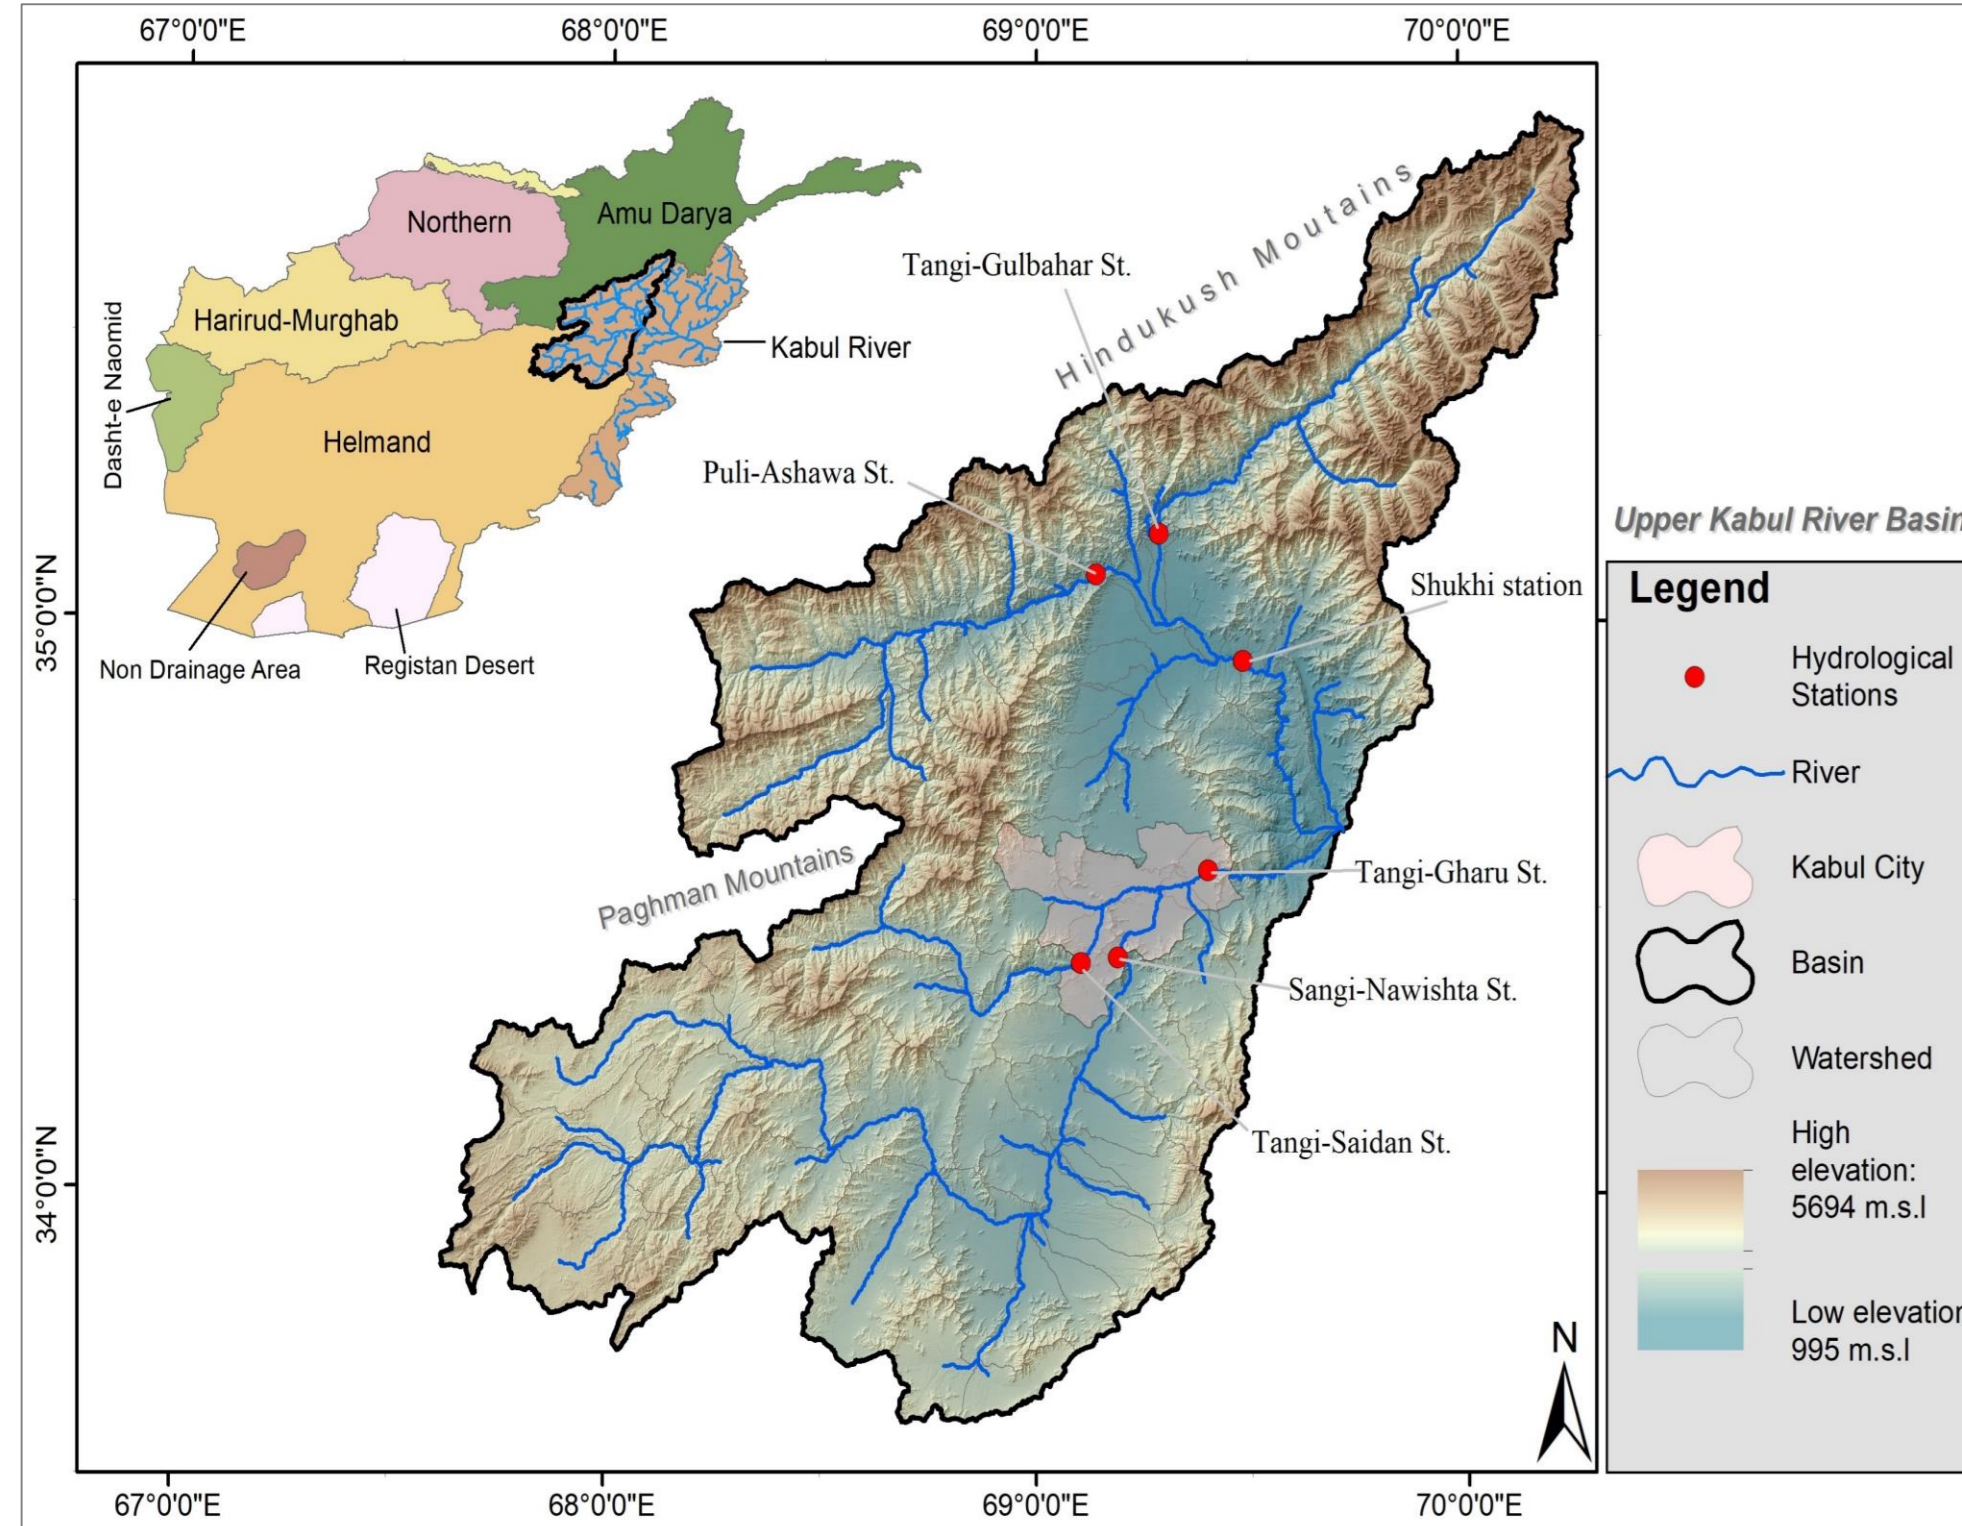 67°0'0"E
68°0'0"E
69°0'0"E
70°0'0"E
Northern
Amu Darya
Harirud-Murghab
Dasht-e Naomid
Kabul River
Helmand
Non Drainage Area
Registan Desert
Hindukush Moutains
Tangi-Gulbahar St.
Puli-Ashawa St.
Shukhi station
Paghman Mountains
Tangi-Gharu St.
Sangi-Nawishta St.
Tangi-Saidan St.
35°0'0"N
34°0'0"N
Upper Kabul River Basin
Legend
Hydrological
Stations
River
Kabul City
Basin
Watershed
High
elevation:
5694 m.s.l
Low elevation
995 m.s.l
N
67°0'0"E
68°0'0"E
69°0'0"E
70°0'0"E